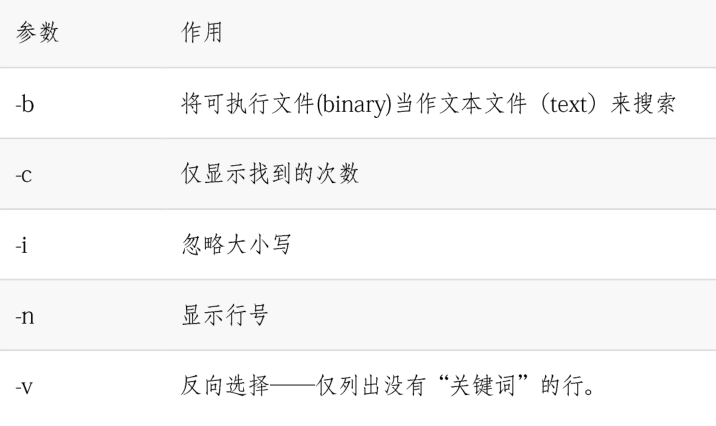 参数 作用
-b 将可执行文件(binary)当作文本文件（text）来搜索
-c 仅显示找到的次数
-i 忽略大小写
-n 显示行号
-v 反向选择——仅列出没有“关键词”的行。